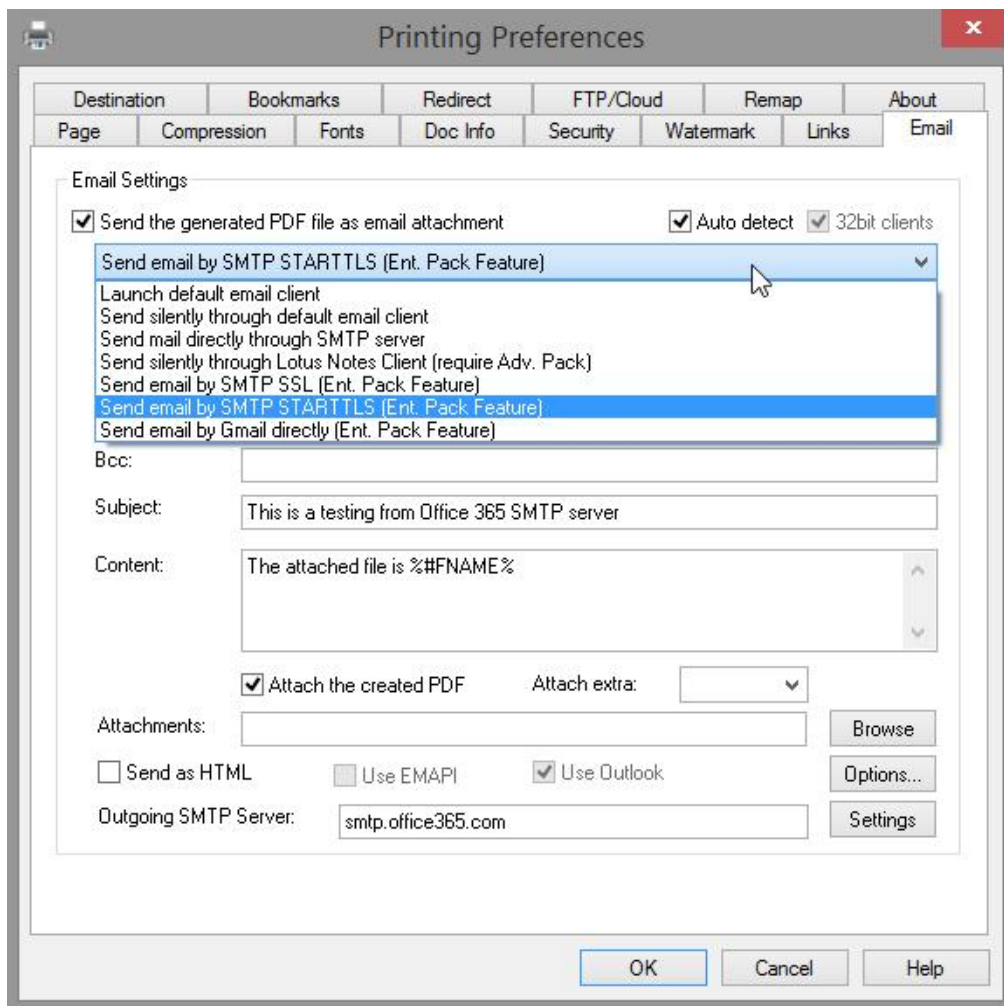 Printing Preferences
x
Destination Bookmarks Redirect FTP/Cloud Remap About
Page Compression Fonts Doc Info Security Watermark Links Email
Email Settings
Send the generated PDF file as email attachment Auto detect 32bit clients
Send email by SMTP STARTTLS (Ent. Pack Feature)
Launch default email client
Send silently through default email client
Send mail directly through SMTP server
Send silently through Lotus Notes Client (require Adv. Pack)
Send email by SMTP SSL (Ent. Pack Feature)
Send email by SMTP STARTTLS (Ent. Pack Feature)
Send email by Gmail directly (Ent. Pack Feature)
Bcc:
Subject: This is a testing from Office 365 SMTP server
Content: The attached file is %#FNAME%
Attach the created PDF Attach extra:
Attachments: Browse
Send as HTML Use EMAPI Use Outlook Options...
Outgoing SMTP Server: smtp.office365.com Settings
OK Cancel Help